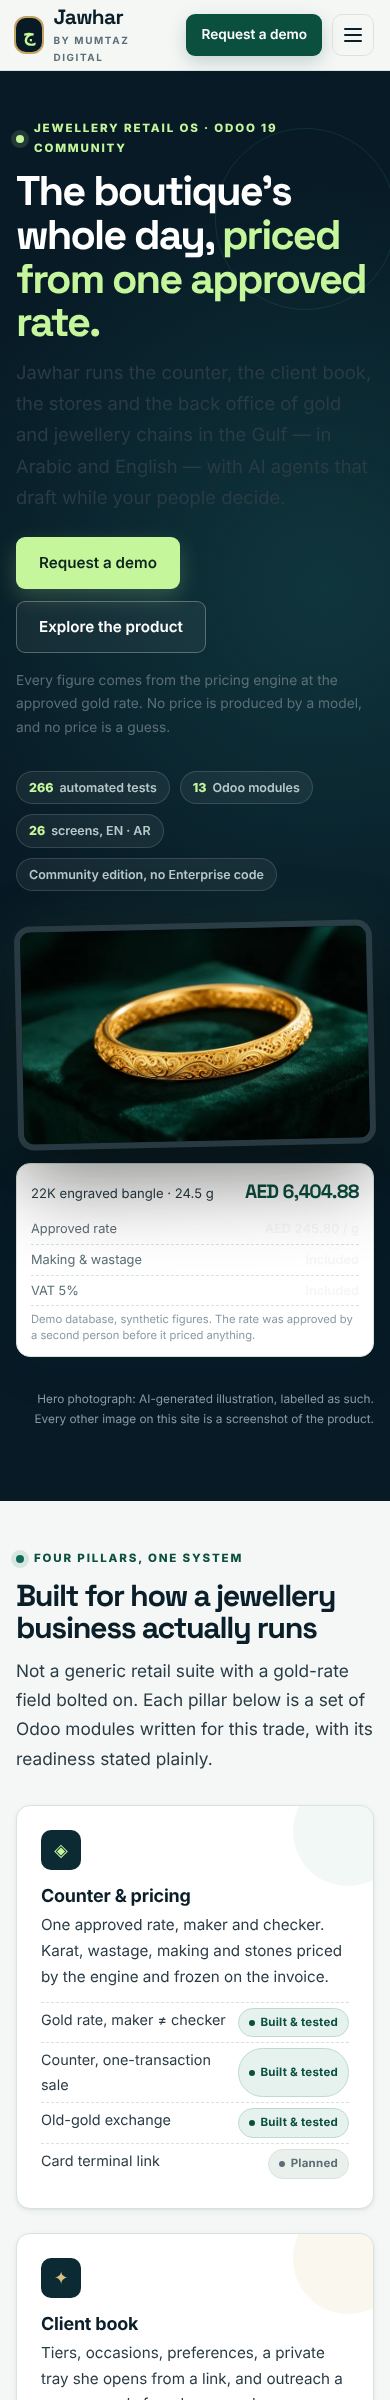 ج
Jawhar
BY MUMTAZ
DIGITAL
Request a demo
JEWELLERY RETAIL OS · ODOO 19
COMMUNITY
The boutique’s
whole day, priced
from one approved
rate.
Jawhar runs the counter, the client book,
the stores and the back office of gold
and jewellery chains in the Gulf — in
Arabic and English — with AI agents that
draft while your people decide.
Request a demo
Explore the product
Every figure comes from the pricing engine at the
approved gold rate. No price is produced by a model,
and no price is a guess.
266 automated tests
13 Odoo modules
26 screens, EN · AR
Community edition, no Enterprise code
22K engraved bangle · 24.5 g AED 6,404.88
Approved rate AED 245.80 / g
Making & wastage Included
VAT 5% Included
Demo database, synthetic figures. The rate was approved by
a second person before it priced anything.
Hero photograph: AI-generated illustration, labelled as such.
Every other image on this site is a screenshot of the product.
FOUR PILLARS, ONE SYSTEM
Built for how a jewellery
business actually runs
Not a generic retail suite with a gold-rate
field bolted on. Each pillar below is a set of
Odoo modules written for this trade, with its
readiness stated plainly.
Counter & pricing
One approved rate, maker and checker.
Karat, wastage, making and stones priced
by the engine and frozen on the invoice.
Gold rate, maker ≠ checker Built & tested
Counter, one-transaction
sale Built & tested
Old-gold exchange Built & tested
Card terminal link Planned
Client book
Tiers, occasions, preferences, a private
tray she opens from a link, and outreach a